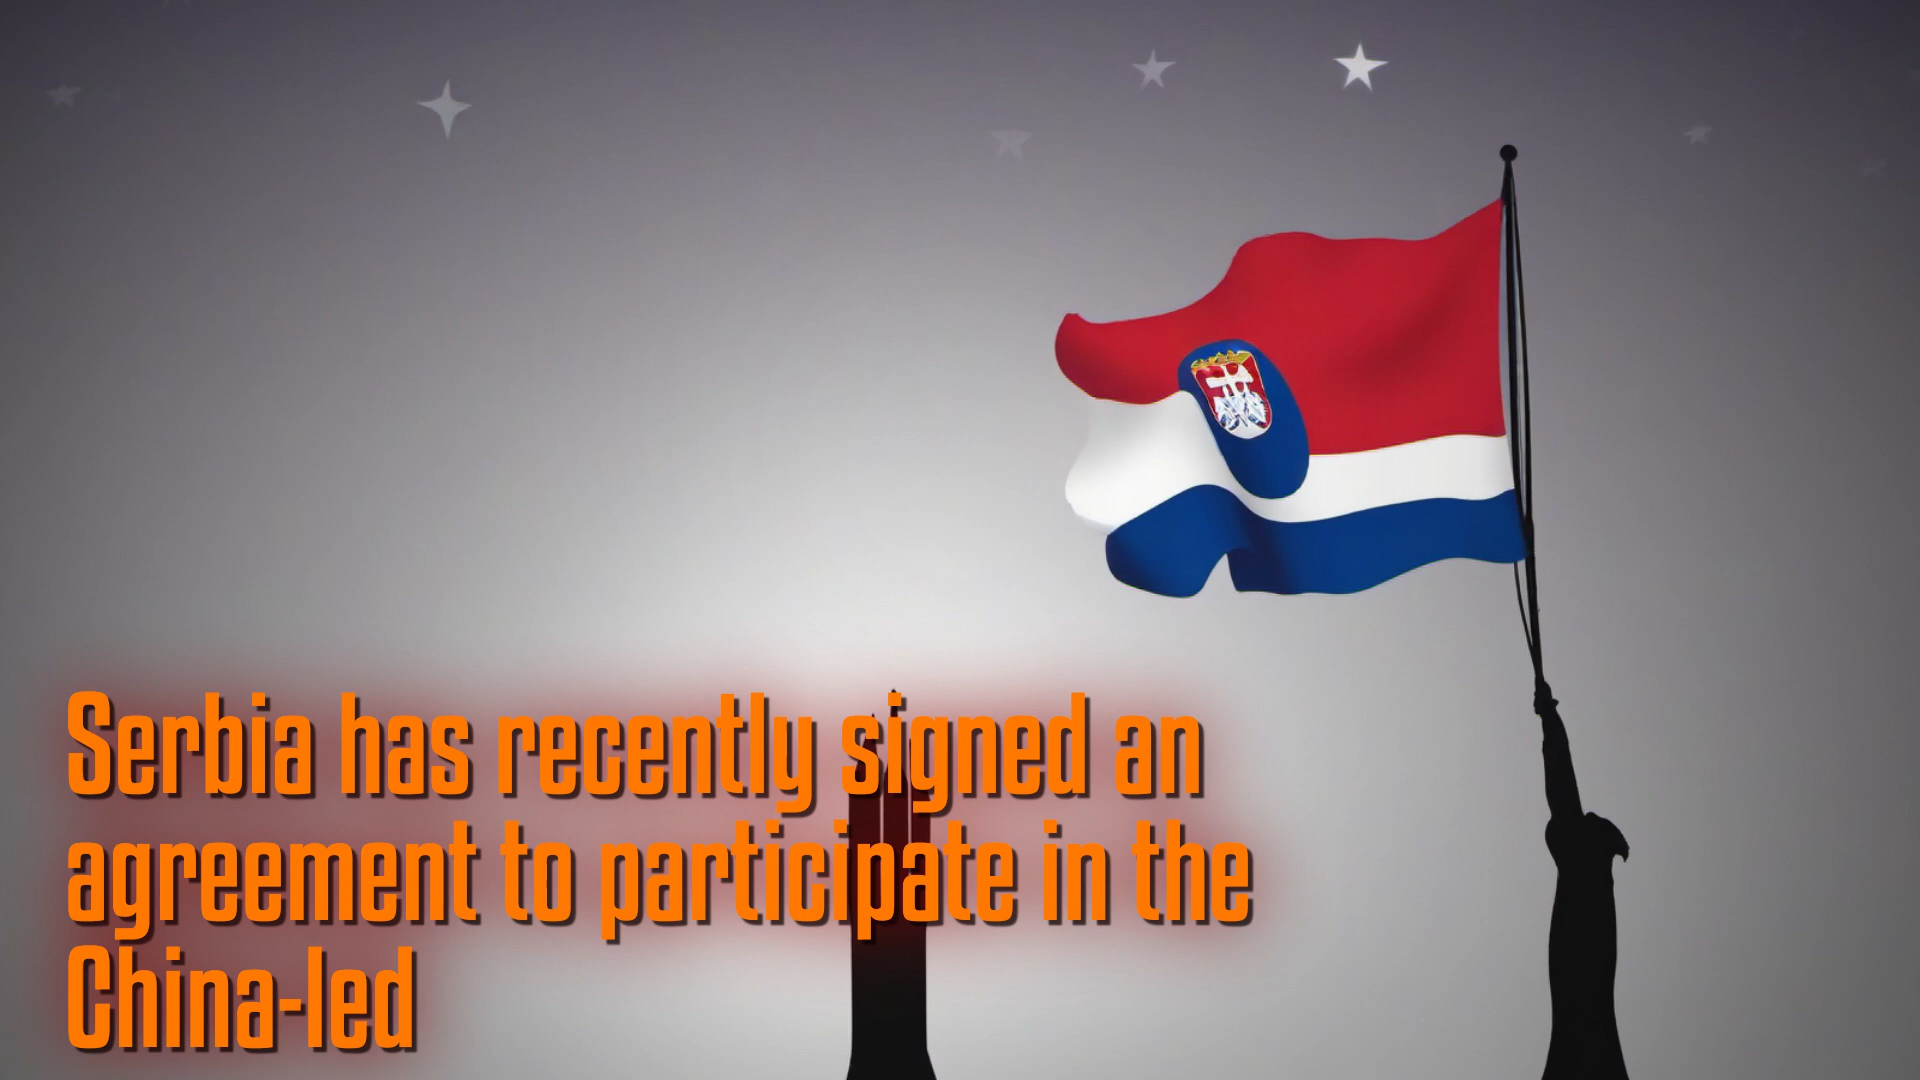 Serbia has recently signed an
agreement to participate in the
China-led